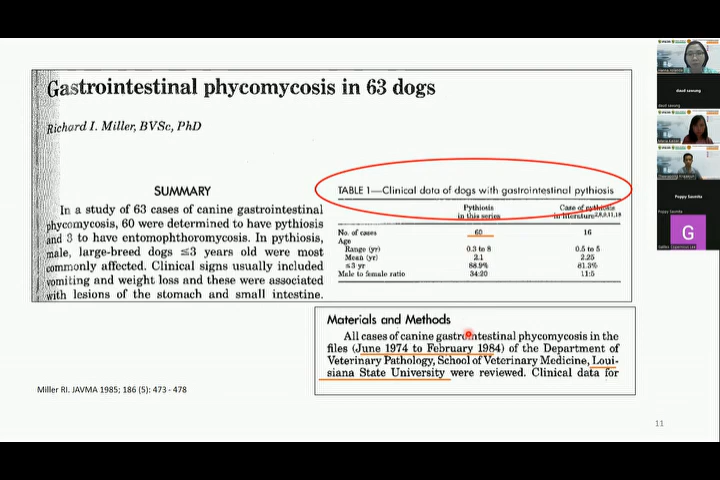 Gastrointestinal phycomycosis in 63 dogs
Richard I. Miller, BVSc, PhD
SUMMARY
In a study of 63 cases of canine gastrointestinal
phycomycosis, 60 were determined to have pythiosis
and 3 to have entomophthoromycosis. In pythiosis,
male, large-breed dogs ≤3 years old were most
commonly affected. Clinical signs usually included
vomiting and weight loss and these were associated
with lesions of the stomach and small intestine.
TABLE 1—Clinical data of dogs with gastrointestinal pythiosis
Pythiosis Case of pythiosis
in this series in literature
No. of cases 60 16
Age
Range (yr) 0.3 to 8 0.5 to 5
Mean (yr) 2.1 2.25
≤3 yr 88.9% 81.3%
Male to female ratio 34:20 11:5
Materials and Methods
All cases of canine gastrointestinal phycomycosis in the
files (June 1974 to February 1984) of the Department of
Veterinary Pathology, School of Veterinary Medicine, Loui-
siana State University were reviewed. Clinical data for
Miller RI. JAVMA 1985; 186 (5): 473 - 478
11
Poppy Savmita
G